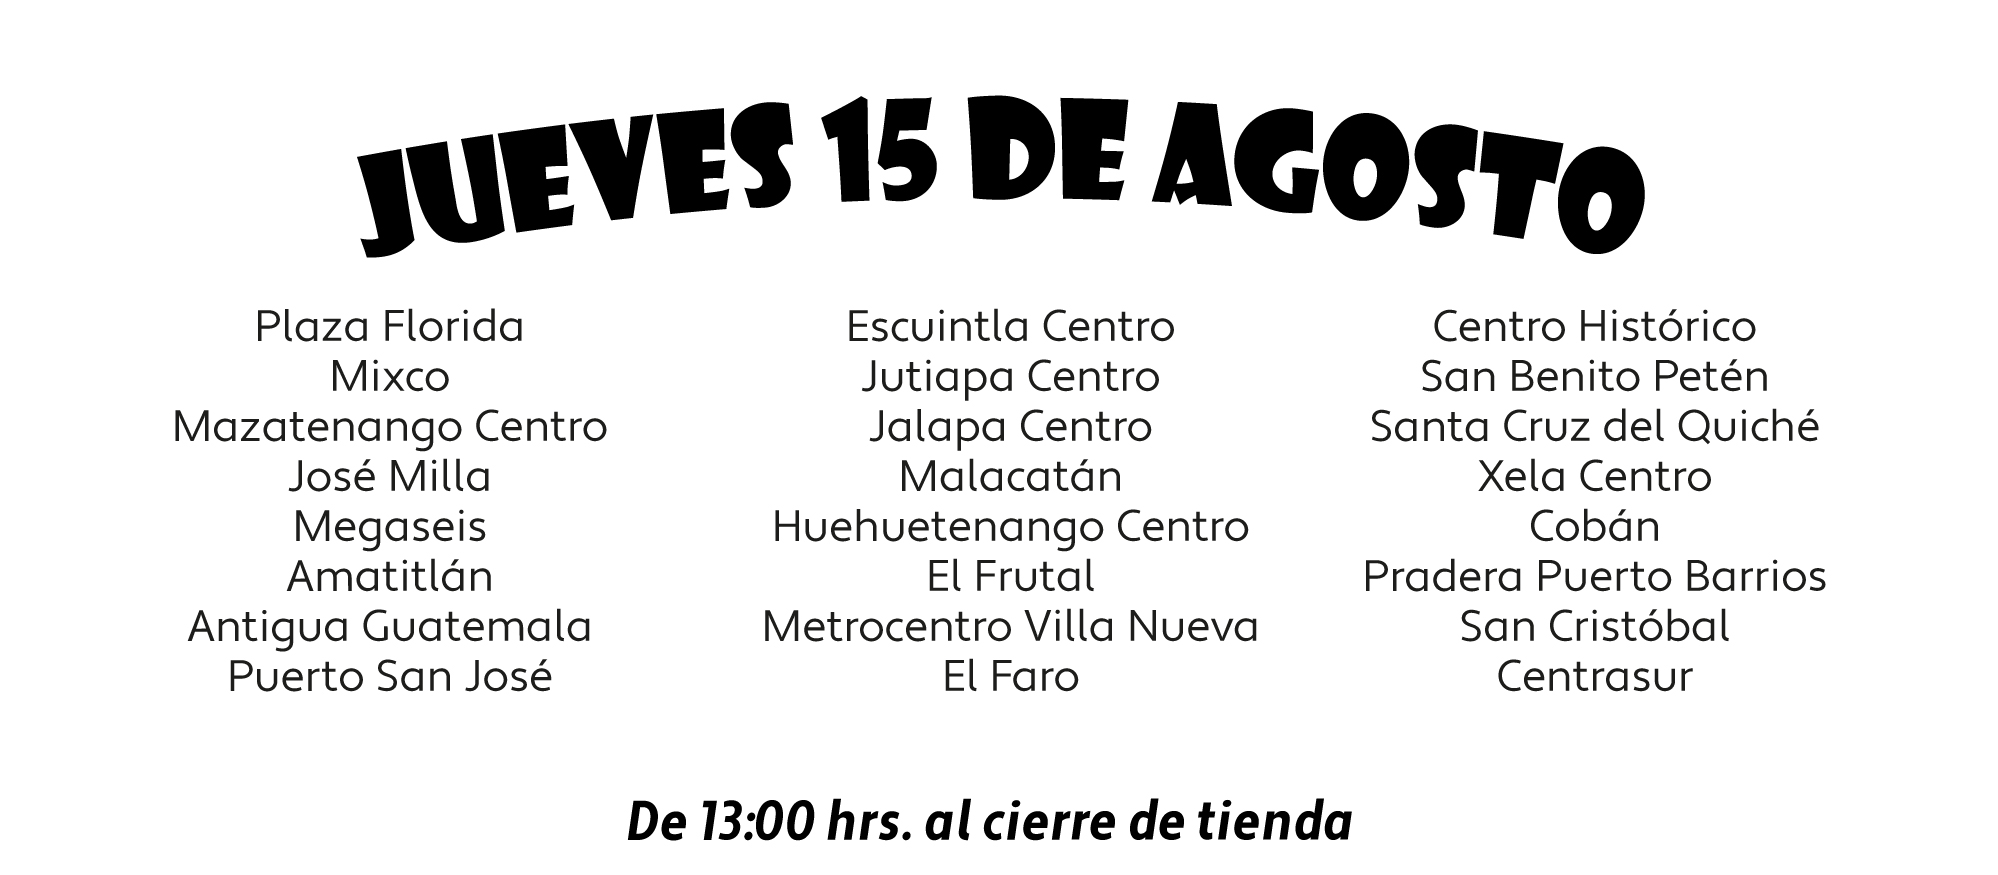 JUEVES 15 DE AGOSTO
Plaza Florida
Mixco
Mazatenango Centro
José Milla
Megaseis
Amatitlán
Antigua Guatemala
Puerto San José
Escuintla Centro
Jutiapa Centro
Jalapa Centro
Malacatán
Huehuetenango Centro
El Frutal
Metrocentro Villa Nueva
El Faro
Centro Histórico
San Benito Petén
Santa Cruz del Quiché
Xela Centro
Cobán
Pradera Puerto Barrios
San Cristóbal
Centrasur
De 13:00 hrs. al cierre de tienda